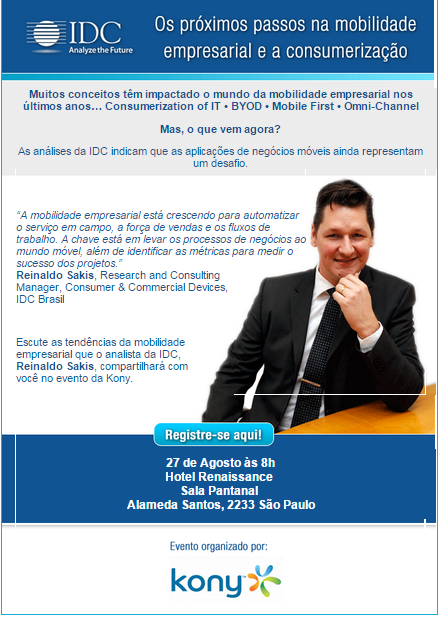 IDC
Analyze the Future
Os próximos passos na mobilidade
empresarial e a consumerização
Muitos conceitos têm impactado o mundo da mobilidade empresarial nos
últimos anos… Consumerization of IT • BYOD • Mobile First • Omni-Channel
Mas, o que vem agora?
As análises da IDC indicam que as aplicações de negócios móveis ainda representam
um desafio.
“A mobilidade empresarial está crescendo para automatizar
o serviço em campo, a força de vendas e os fluxos de
trabalho. A chave está em levar os processos de negócios ao
mundo móvel, além de identificar as métricas para medir o
sucesso dos projetos.”
Reinaldo Sakis, Research and Consulting
Manager, Consumer & Commercial Devices,
IDC Brasil
Escute as tendências da mobilidade
empresarial que o analista da IDC,
Reinaldo Sakis, compartilhará com
você no evento da Kony.
Registre-se aqui!
27 de Agosto às 8h
Hotel Renaissance
Sala Pantanal
Alameda Santos, 2233 São Paulo
Evento organizado por:
kony